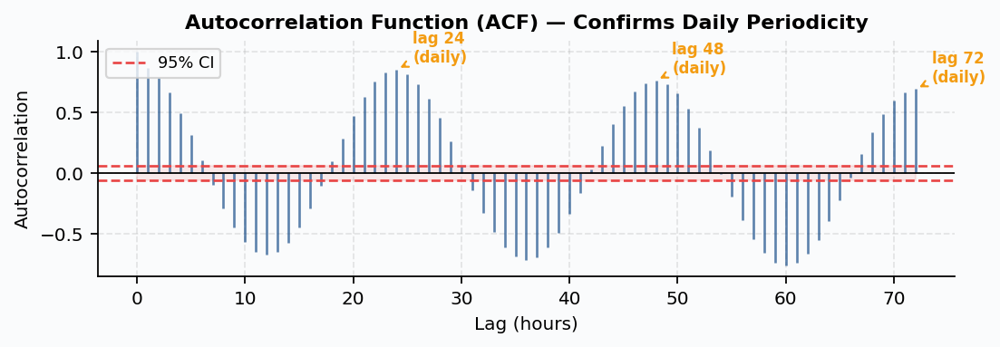 Autocorrelation Function (ACF) — Confirms Daily Periodicity
lag 24
(daily)
lag 48
(daily)
lag 72
(daily)
95% CI
1.0
0.5
0.0
−0.5
Autocorrelation
0 10 20 30 40 50 60 70
Lag (hours)